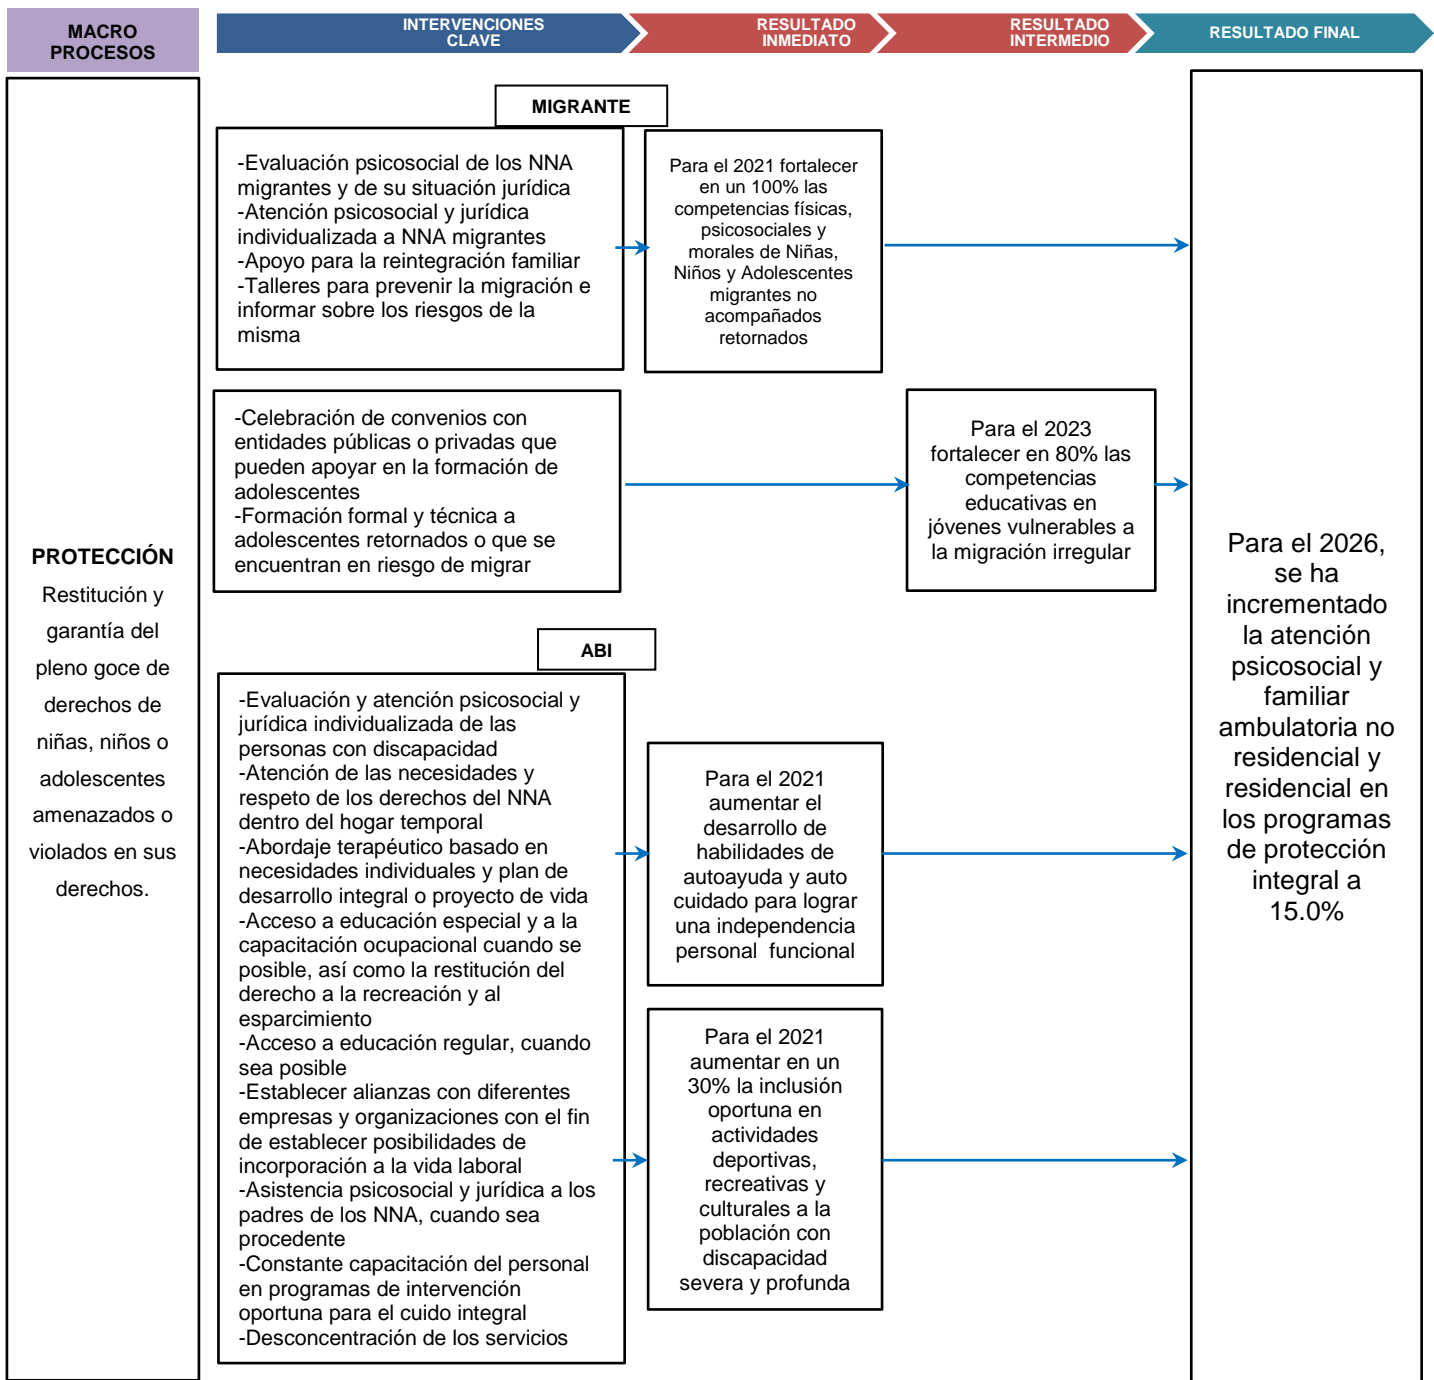 MACRO
PROCESOS
INTERVENCIONES
CLAVE
RESULTADO
INMEDIATO
RESULTADO
INTERMEDIO
RESULTADO FINAL
PROTECCIÓN
Restitución y
garantía del
pleno goce de
derechos de
niñas, niños o
adolescentes
amenazados o
violados en sus
derechos.
MIGRANTE
-Evaluación psicosocial de los NNA
migrantes y de su situación jurídica
-Atención psicosocial y jurídica
individualizada a NNA migrantes
-Apoyo para la reintegración familiar
-Talleres para prevenir la migración e
informar sobre los riesgos de la
misma
Para el 2021 fortalecer
en un 100% las
competencias físicas,
psicosociales y
morales de Niñas,
Niños y Adolescentes
migrantes no
acompañados
retornados
-Celebración de convenios con
entidades públicas o privadas que
pueden apoyar en la formación de
adolescentes
-Formación formal y técnica a
adolescentes retornados o que se
encuentran en riesgo de migrar
Para el 2023
fortalecer en 80% las
competencias
educativas en
jóvenes vulnerables a
la migración irregular
ABI
-Evaluación y atención psicosocial y
jurídica individualizada de las
personas con discapacidad
-Atención de las necesidades y
respeto de los derechos del NNA
dentro del hogar temporal
-Abordaje terapéutico basado en
necesidades individuales y plan de
desarrollo integral o proyecto de vida
-Acceso a educación especial y a la
capacitación ocupacional cuando se
posible, así como la restitución del
derecho a la recreación y al
esparcimiento
-Acceso a educación regular, cuando
sea posible
-Establecer alianzas con diferentes
empresas y organizaciones con el fin
de establecer posibilidades de
incorporación a la vida laboral
-Asistencia psicosocial y jurídica a los
padres de los NNA, cuando sea
procedente
-Constante capacitación del personal
en programas de intervención
oportuna para el cuido integral
-Desconcentración de los servicios
Para el 2021
aumentar el
desarrollo de
habilidades de
autoayuda y auto
cuidado para lograr
una independencia
personal  funcional
Para el 2021
aumentar en un
30% la inclusión
oportuna en
actividades
deportivas,
recreativas y
culturales a la
población con
discapacidad
severa y profunda
Para el 2026,
se ha
incrementado
la atención
psicosocial y
familiar
ambulatoria no
residencial y
residencial en
los programas
de protección
integral a
15.0%